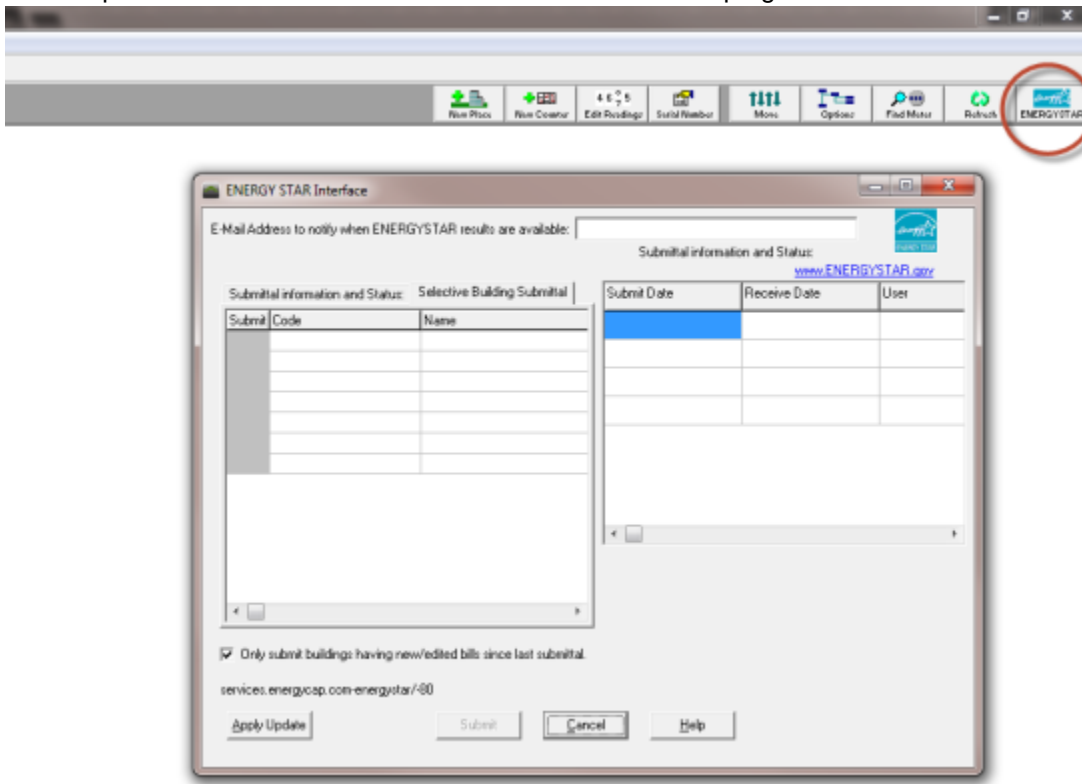 New Place New Counter Edit Readings Serial Number Move Options Find Meter Refresh ENERGYSTAR
ENERGY STAR Interface
E-Mail Address to notify when ENERGYSTAR results are available:
Submittal information and Status:
www.ENERGYSTAR.gov
Submittal information and Status: Selective Building Submittal
Submit Code Name
Submit Date Receive Date User
Only submit buildings having new/edited bills since last submittal.
services.energycap.com-energystar/-80
Apply Update Submit Cancel Help